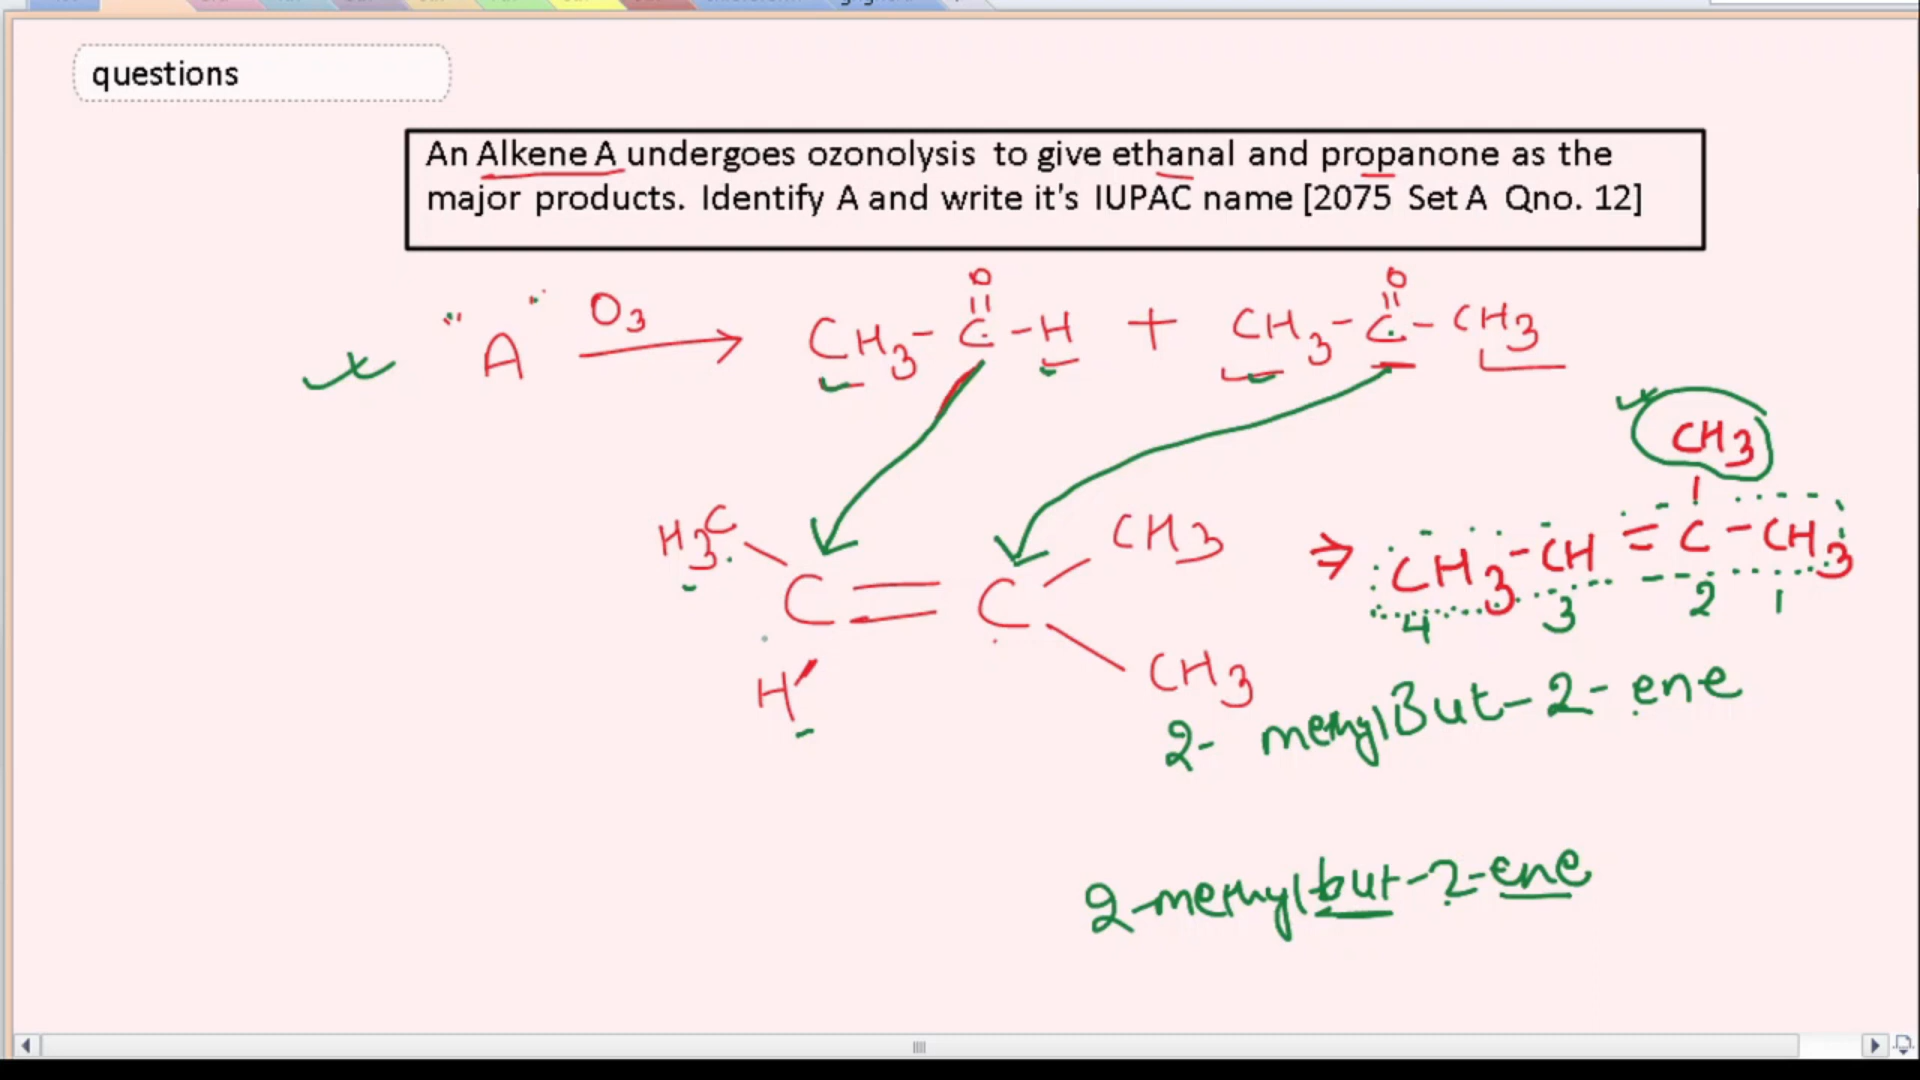 questions
An Alkene A undergoes ozonolysis to give ethanal and propanone as the
major products. Identify A and write it's IUPAC name [2075 Set A Qno. 12]
"A" O3 CH3-C-H + CH3-C-CH3
O O
CH3
H3C C=C CH3
H CH3
⇒ CH3-CH=C-CH3
4 3 2 1
2- methylBut-2-ene
2-methylbut-2-ene